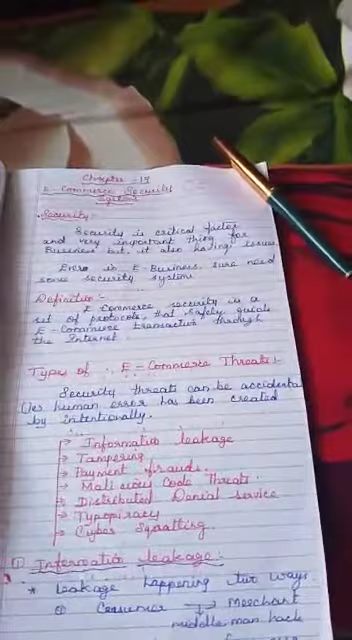 Chapter - 17
E-Commerce Security
System
Security:-
Security is critical factor
and very important thing for
Business but, it also having issues
Even in E-Business, sure need
some security system
Definition:-
E Commerce security is a
set of protocols, that safely guide
E-Commerce transaction through
the Internet.
Types of E-Commerce Threats:-
Security threats can be accidental
human error has been created
by intentionally.
→ Information leakage
→ Tampering
→ Payment frauds.
→ Malicious Code Threats.
→ Distributed Denial service
→ Typopiracy
→ Cyber Squatting.
① Information leakage:-
* Leakage happening two ways.
① Consumer → Merchant
middle man hack